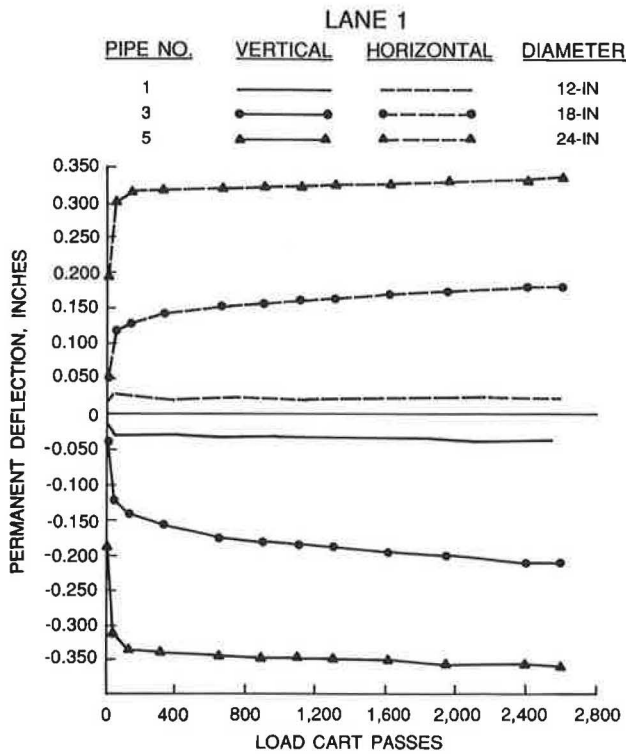 LANE 1
PIPE NO. VERTICAL HORIZONTAL DIAMETER
1 12-IN
3 18-IN
5 24-IN
PERMANENT DEFLECTION, INCHES
0.350
0.300
0.250
0.200
0.150
0.100
0.050
0
-0.050
-0.100
-0.150
-0.200
-0.250
-0.300
-0.350
0 400 800 1,200 1,600 2,000 2,400 2,800
LOAD CART PASSES